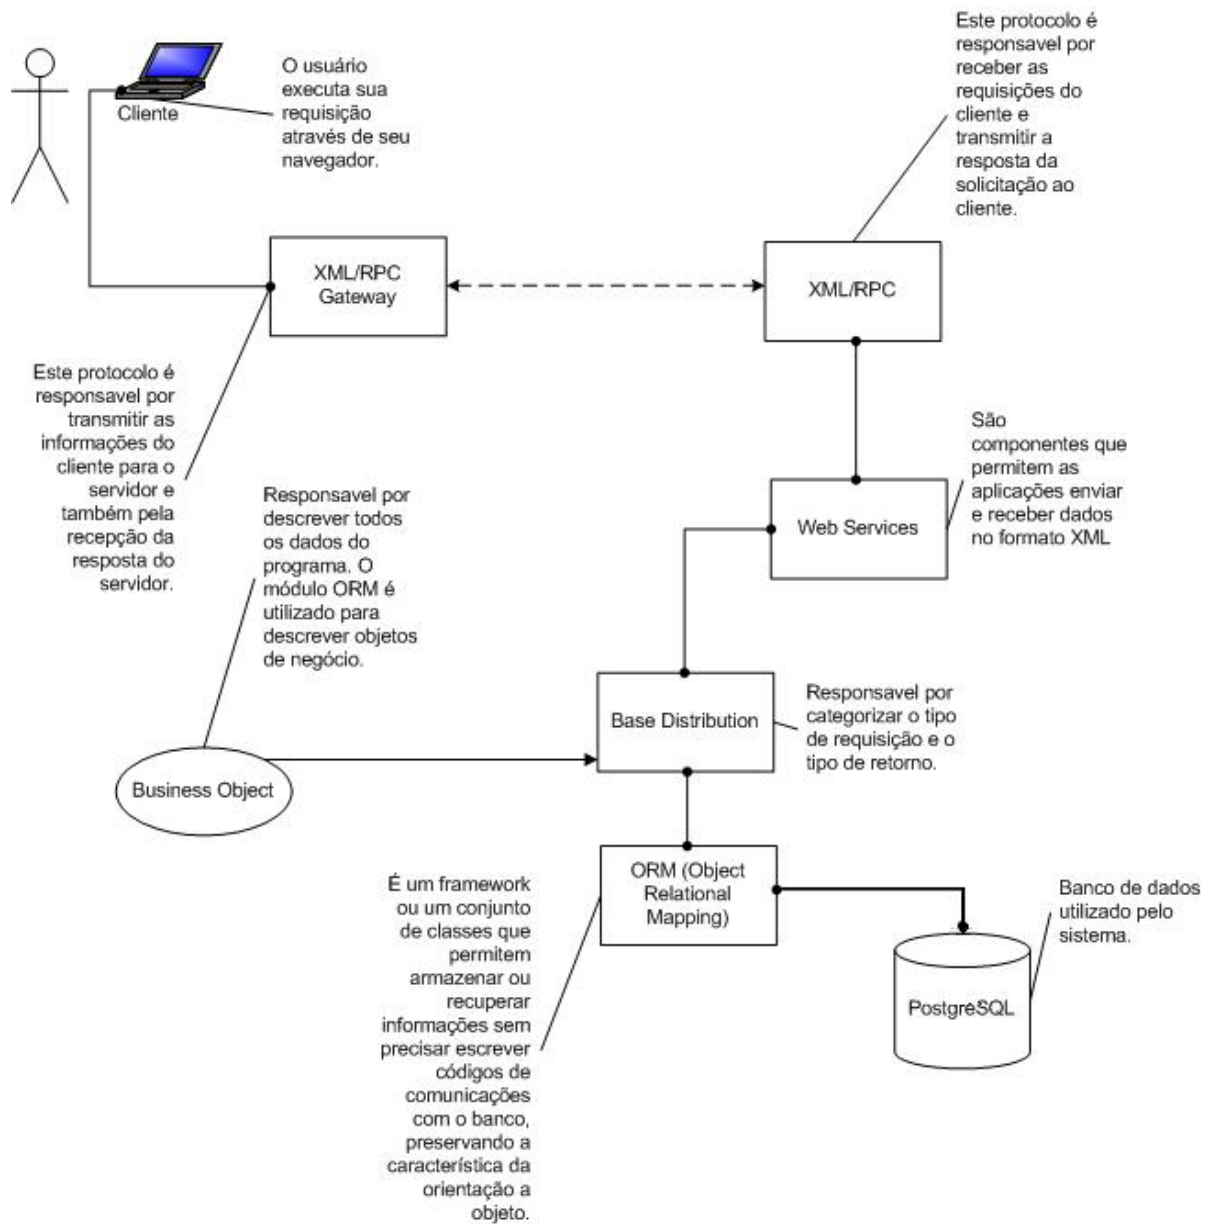 Cliente
O usuário
executa sua
requisição
através de seu
navegador.
Este protocolo é
responsavel por
receber as
requisições do
cliente e
transmitir a
resposta da
solicitação ao
cliente.
XML/RPC
Gateway
XML/RPC
Este protocolo é
responsavel por
transmitir as
informações do
cliente para o
servidor e
também pela
recepção da
resposta do
servidor.
Responsavel por
descrever todos
os dados do
programa. O
módulo ORM é
utilizado para
descrever objetos
de negócio.
São
componentes que
permitem as
aplicações enviar
e receber dados
no formato XML
Web Services
Base Distribution
Responsavel por
categorizar o tipo
de requisição e o
tipo de retorno.
Business Object
ORM (Object
Relational
Mapping)
É um framework
ou um conjunto
de classes que
permitem
armazenar ou
recuperar
informações sem
precisar escrever
códigos de
comunicações
com o banco,
preservando a
característica da
orientação a
objeto.
Banco de dados
utilizado pelo
sistema.
PostgreSQL